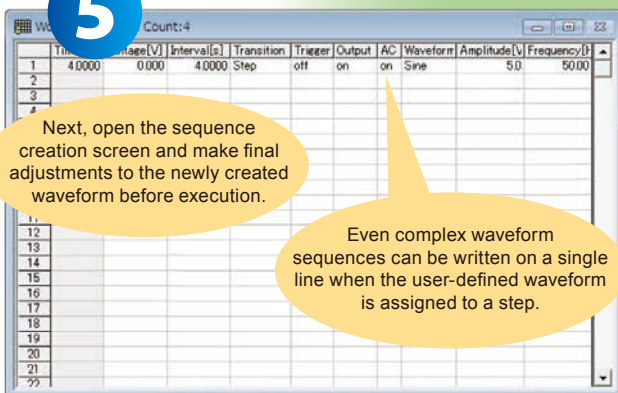 5
Count:4
Interval[s] Transition Trigger Output AC Waveform Amplitude[V Frequency[H
1 4.0000 0.000 4.0000 Step off on on Sine 5.0 50.00
2
3
Next, open the sequence
creation screen and make final
adjustments to the newly created
waveform before execution.
12
13
14
15
16
17
18
19
20
21
22
Even complex waveform
sequences can be written on a single
line when the user-defined waveform
is assigned to a step.